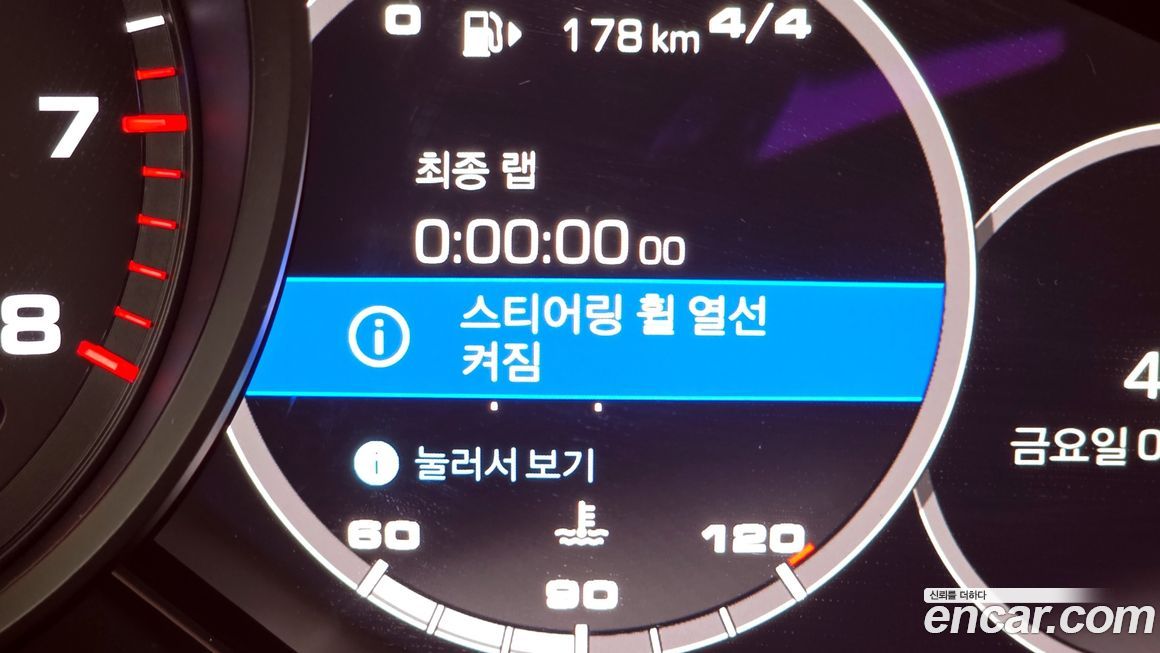 0 178 km 4/4
7
최종 랩
0:00:00 00
스티어링 휠 열선
켜짐
8
눌러서 보기
4
금요일 0
60 120
90
신뢰를 더하다
encar.com